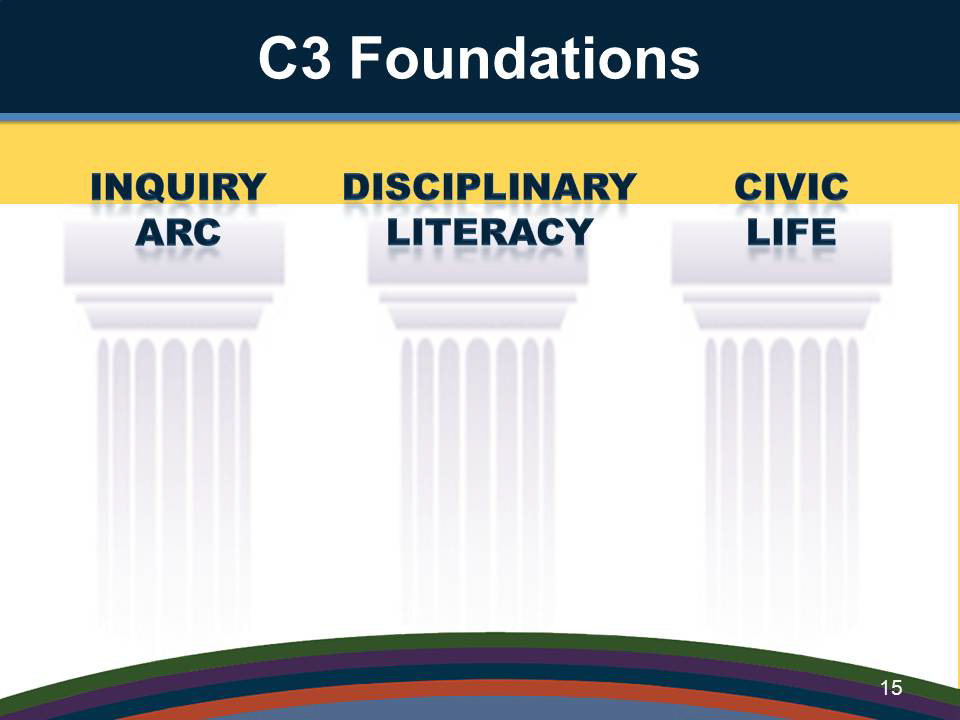 C3 Foundations
INQUIRY
ARC
DISCIPLINARY
LITERACY
CIVIC
LIFE
15